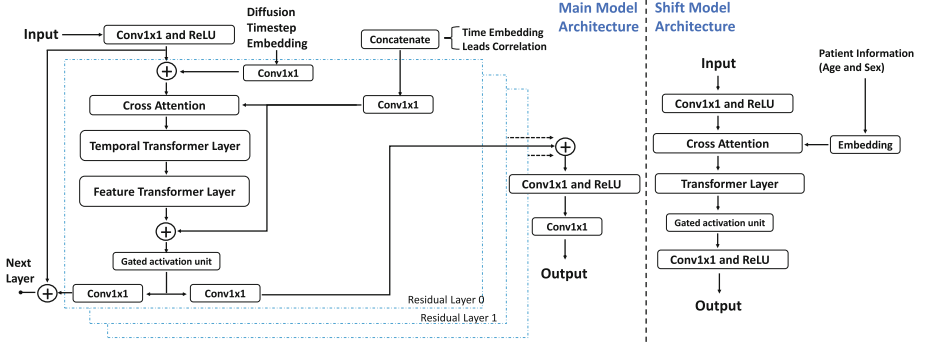 Main Model
Architecture
Shift Model
Architecture
Input
Conv1x1 and ReLU
Diffusion
Timestep
Embedding
Concatenate
Time Embedding
Leads Correlation
+
Conv1x1
Cross Attention
Conv1x1
Temporal Transformer Layer
Feature Transformer Layer
+
Gated activation unit
Next
Layer
+
Conv1x1
Conv1x1
Residual Layer 0
Residual Layer 1
+
Conv1x1 and ReLU
Conv1x1
Output
Input
Patient Information
(Age and Sex)
Conv1x1 and ReLU
Cross Attention
Embedding
Transformer Layer
Gated activation unit
Conv1x1 and ReLU
Output